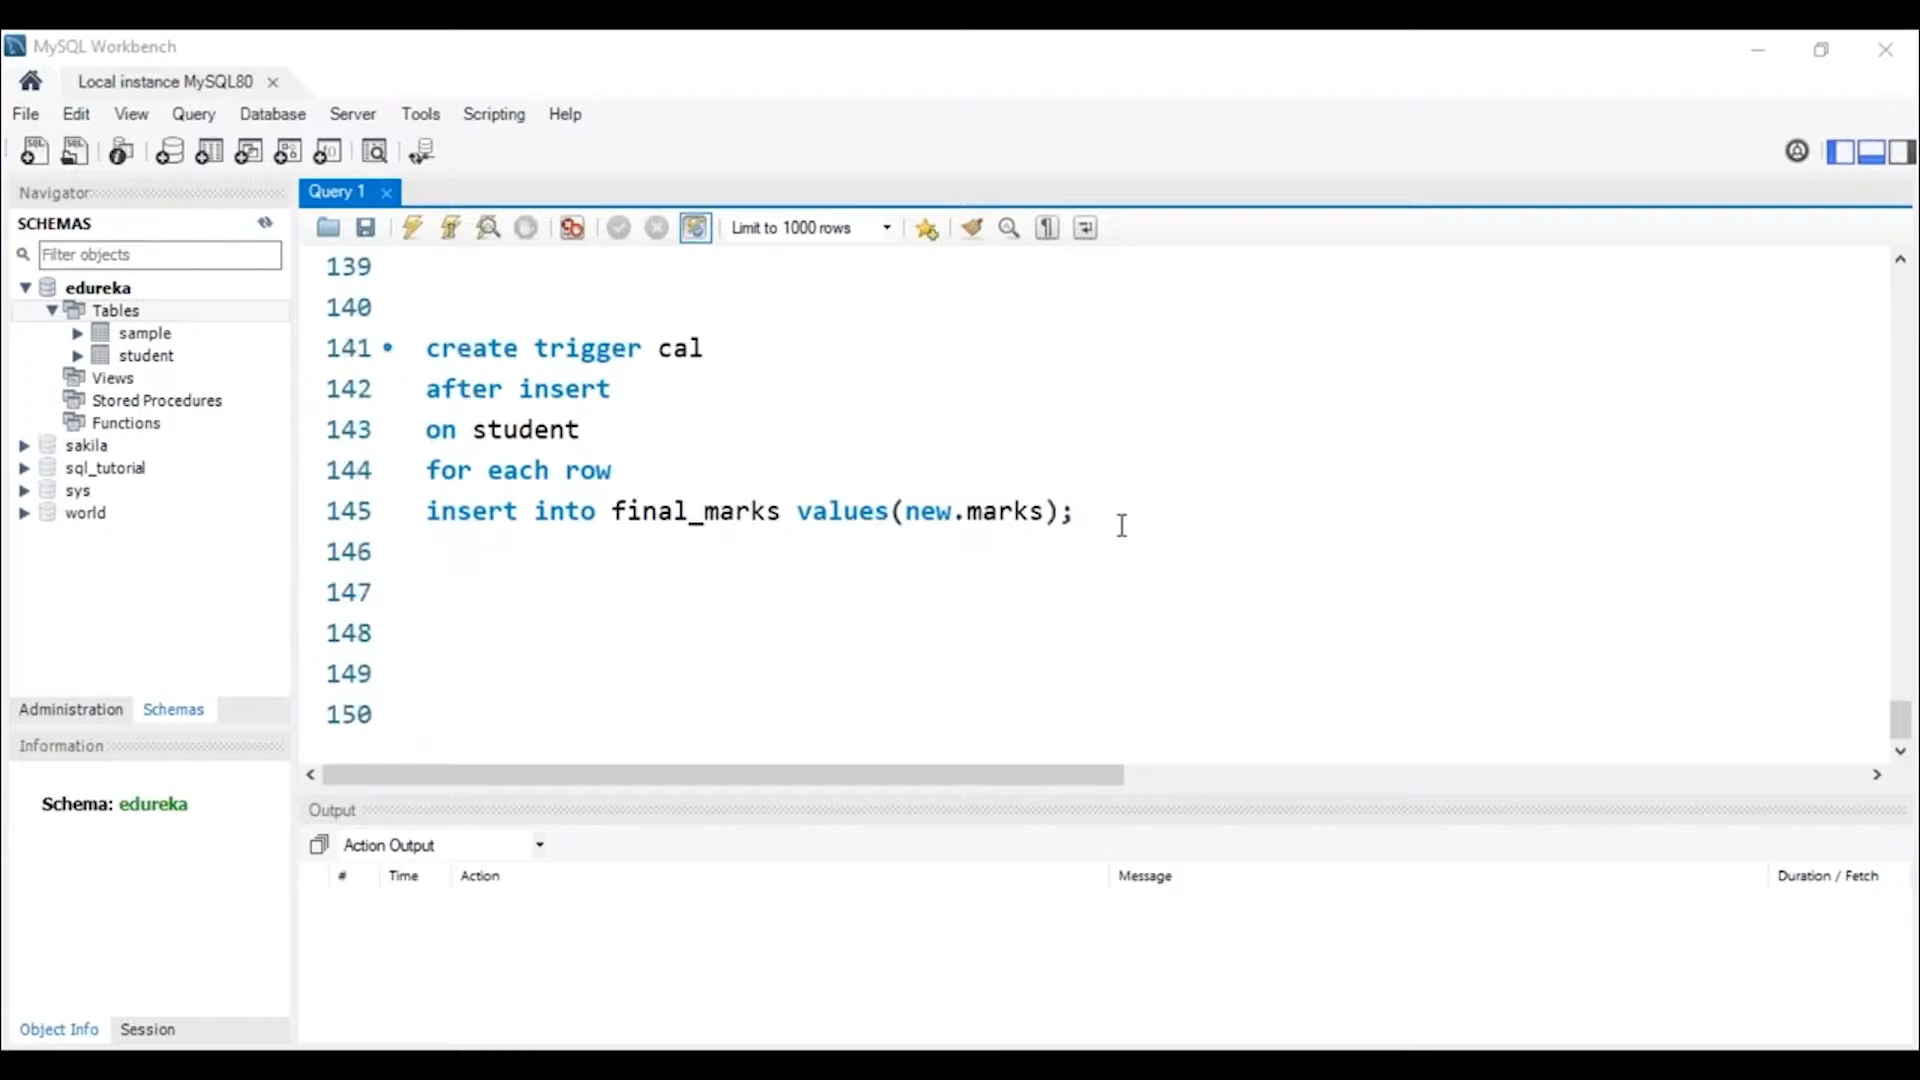 MySQL Workbench
Local instance MySQL80
File Edit View Query Database Server Tools Scripting Help
Navigator
Query 1
SCHEMAS
Limit to 1000 rows
Filter objects
edureka
Tables
sample
student
Views
Stored Procedures
Functions
sakila
sql_tutorial
sys
world
139
140
141 create trigger cal
142 after insert
143 on student
144 for each row
145 insert into final_marks values(new.marks);
146
147
148
149
150
Administration Schemas
Information
Schema: edureka
Object Info Session
Output
Action Output
# Time Action Message Duration / Fetch